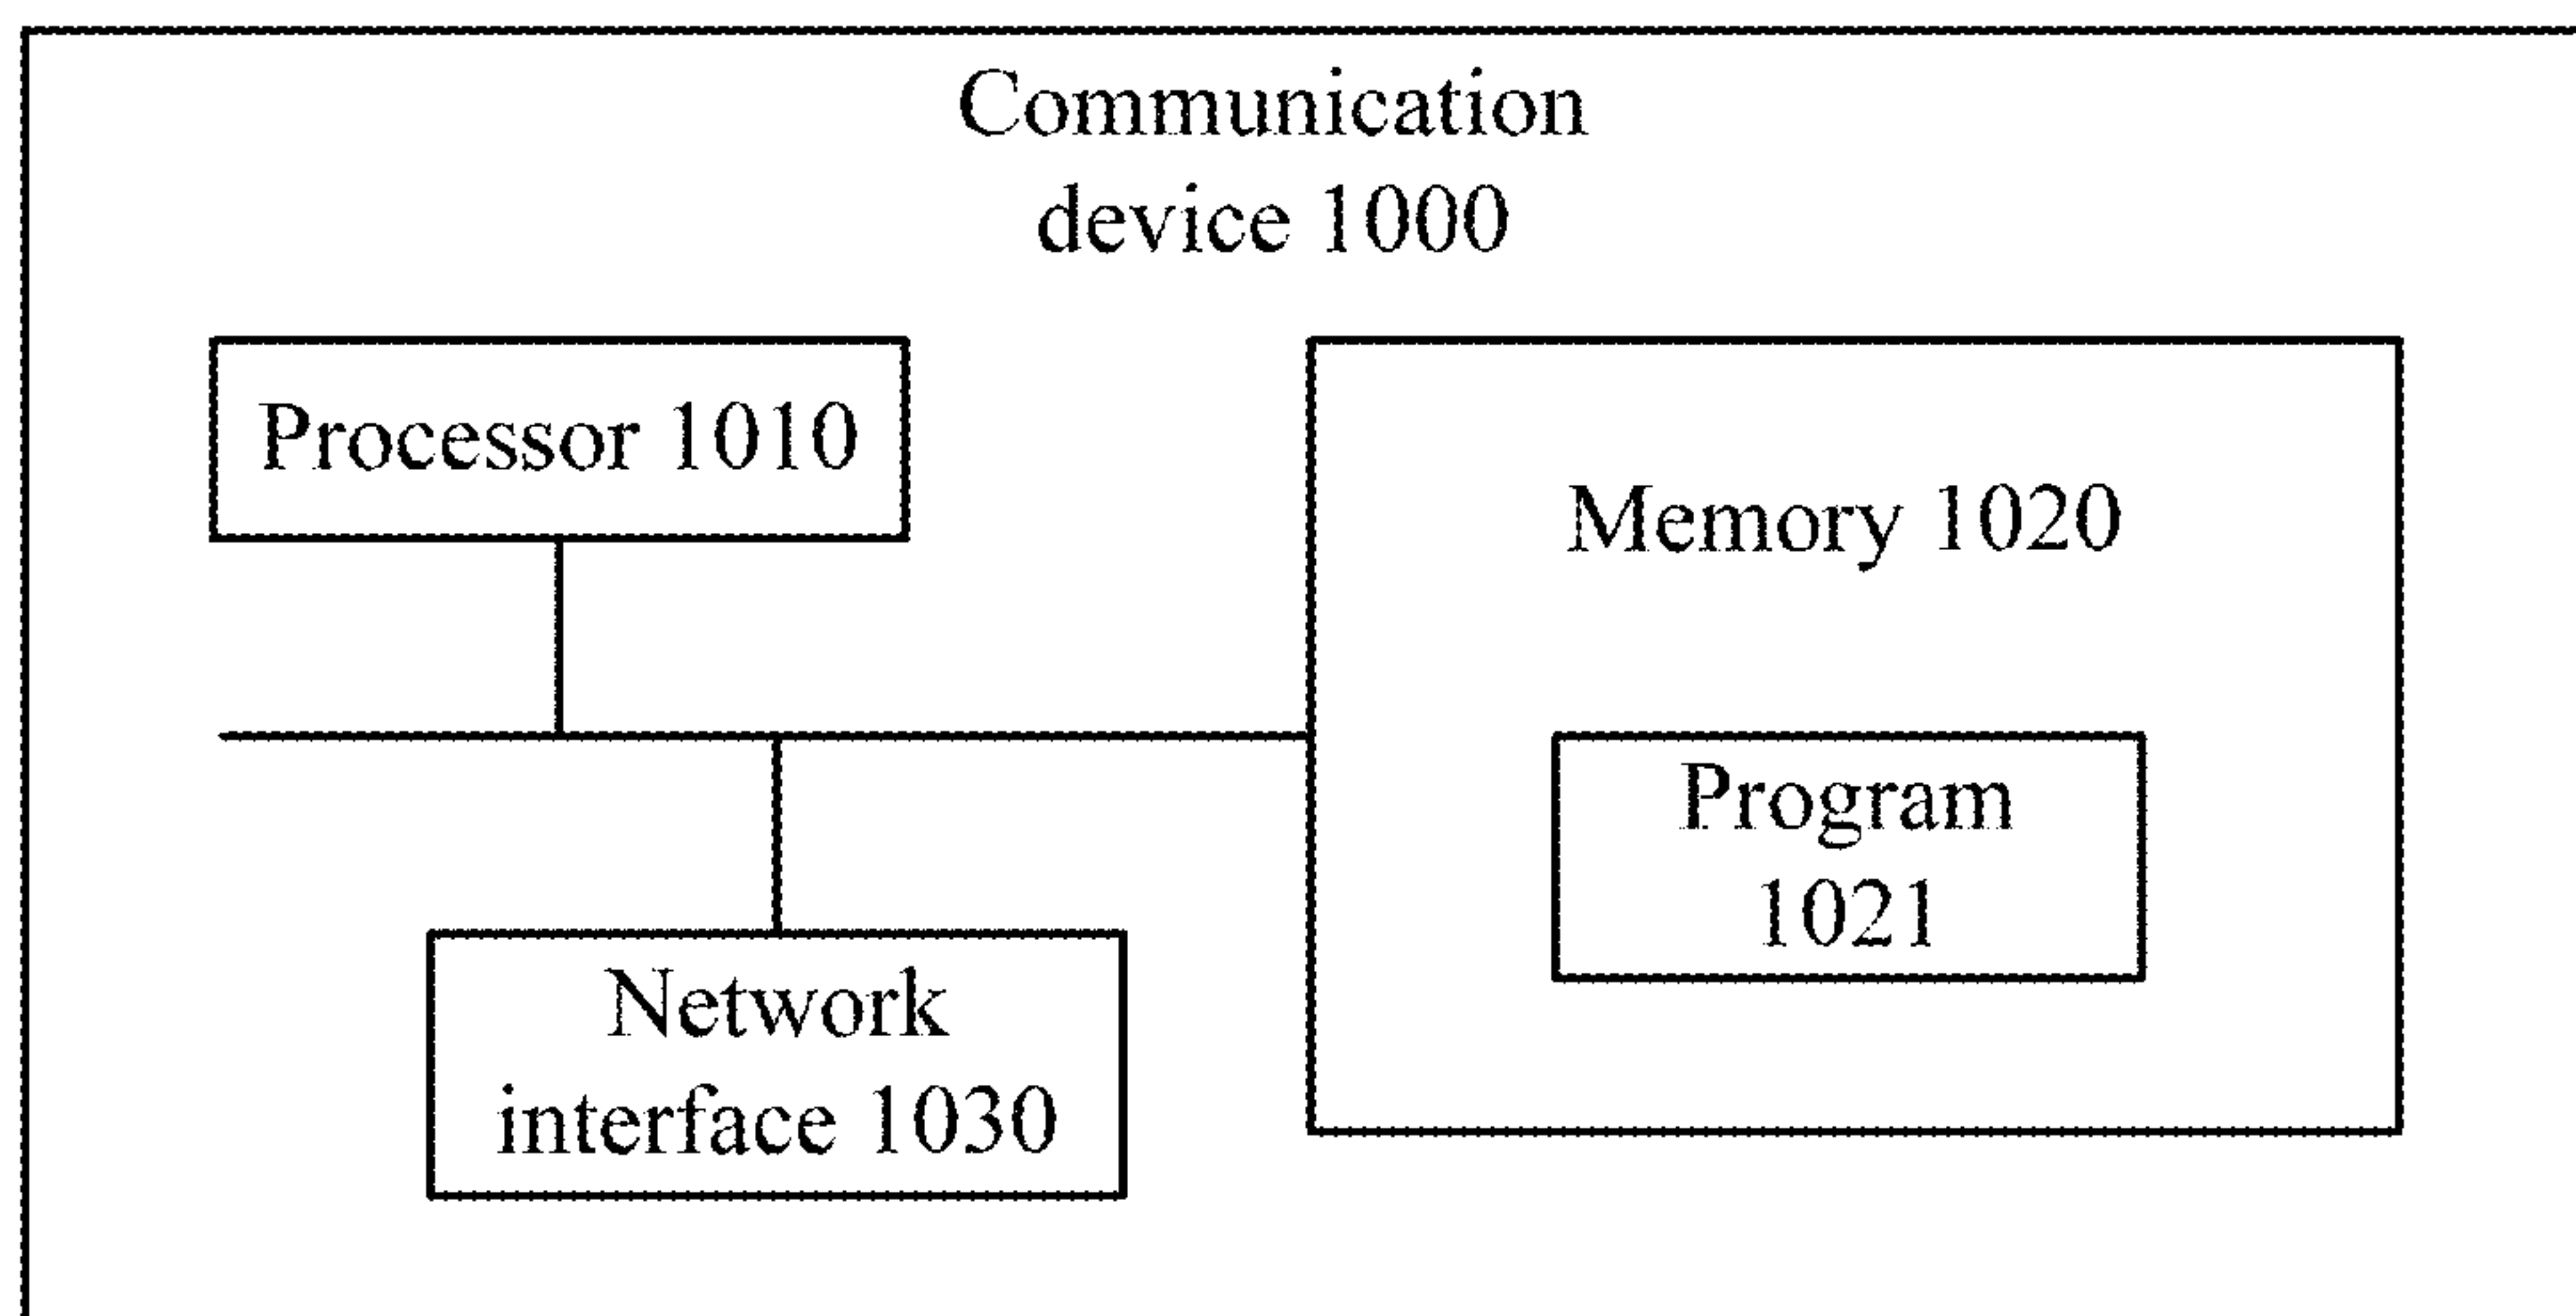 Communication
device 1000
Processor 1010
Memory 1020
Program
1021
Network
interface 1030